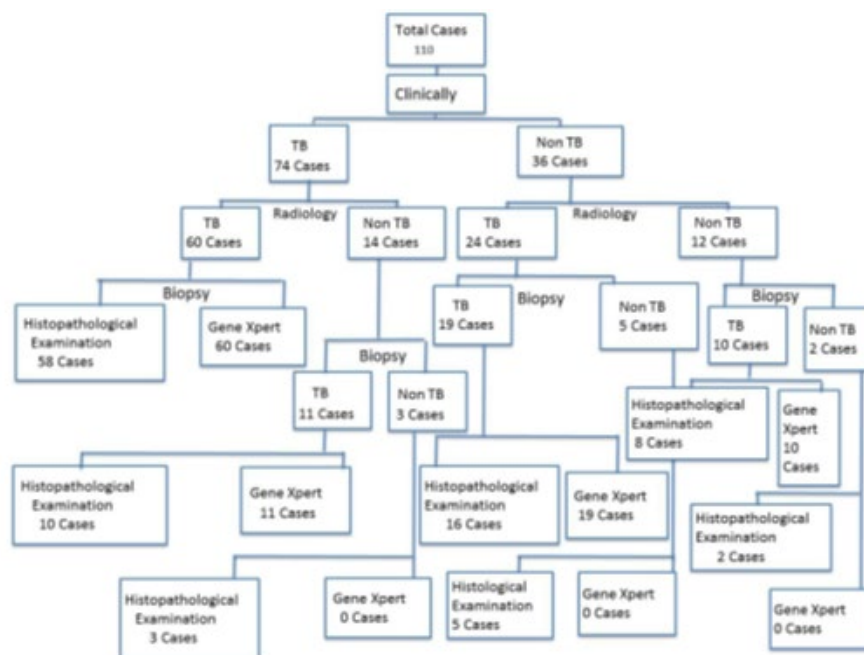 Total Cases
110
Clinically
TB
74 Cases
Non TB
36 Cases
Radiology
Radiology
TB
60 Cases
Non TB
14 Cases
TB
24 Cases
Non TB
12 Cases
Biopsy
Biopsy
Biopsy
Histopathological
Examination
58 Cases
Gene Xpert
60 Cases
TB
19 Cases
Non TB
5 Cases
TB
10 Cases
Non TB
2 Cases
Biopsy
TB
11 Cases
Non TB
3 Cases
Histopathological
Examination
8 Cases
Gene
Xpert
10
Cases
Histopathological
Examination
10 Cases
Gene Xpert
11 Cases
Histopathological
Examination
16 Cases
Gene Xpert
19 Cases
Histopathological
Examination
2 Cases
Histopathological
Examination
3 Cases
Gene Xpert
0 Cases
Histological
Examination
5 Cases
Gene Xpert
0 Cases
Gene Xpert
0 Cases